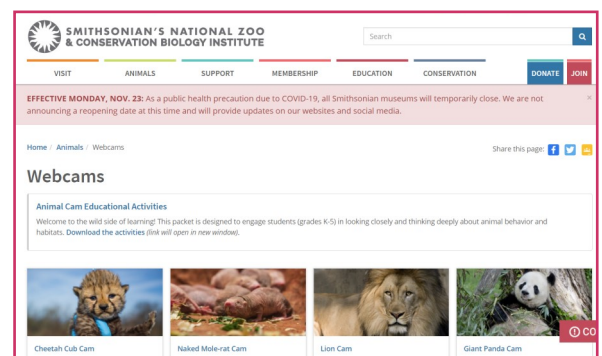 SMITHSONIAN'S NATIONAL ZOO
& CONSERVATION BIOLOGY INSTITUTE
Search
VISIT ANIMALS SUPPORT MEMBERSHIP EDUCATION CONSERVATION DONATE JOIN
EFFECTIVE MONDAY, NOV. 23: As a public health precaution due to COVID-19, all Smithsonian museums will temporarily close. We are not
announcing a reopening date at this time and will provide updates on our websites and social media.
×
Home / Animals / Webcams
Share this page:
Webcams
Animal Cam Educational Activities
Welcome to the wild side of learning! This packet is designed to engage students (grades K-5) in looking closely and thinking deeply about animal behavior and
habitats. Download the activities (link will open in new window).
CO
Cheetah Cub Cam Naked Mole-rat Cam Lion Cam Giant Panda Cam